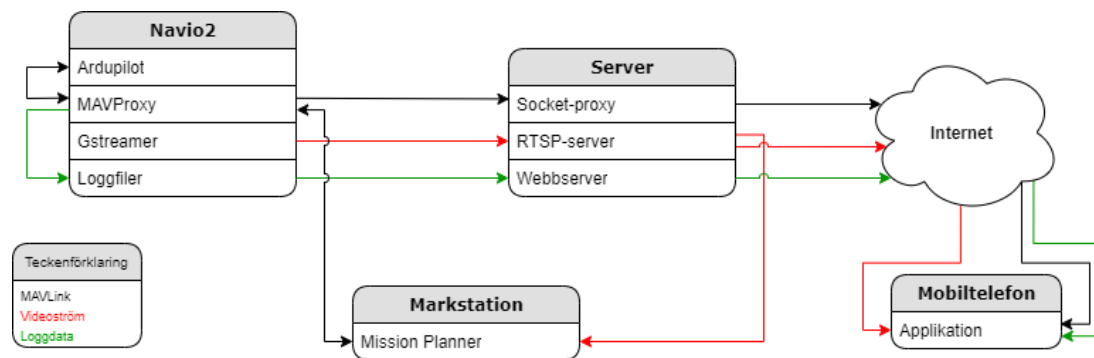 Navio2
Ardupilot
MAVProxy
Gstreamer
Loggfiler
Server
Socket-proxy
RTSP-server
Webbserver
Internet
Teckenförklaring
MAVLink
Videoström
Loggdata
Markstation
Mission Planner
Mobiltelefon
Applikation